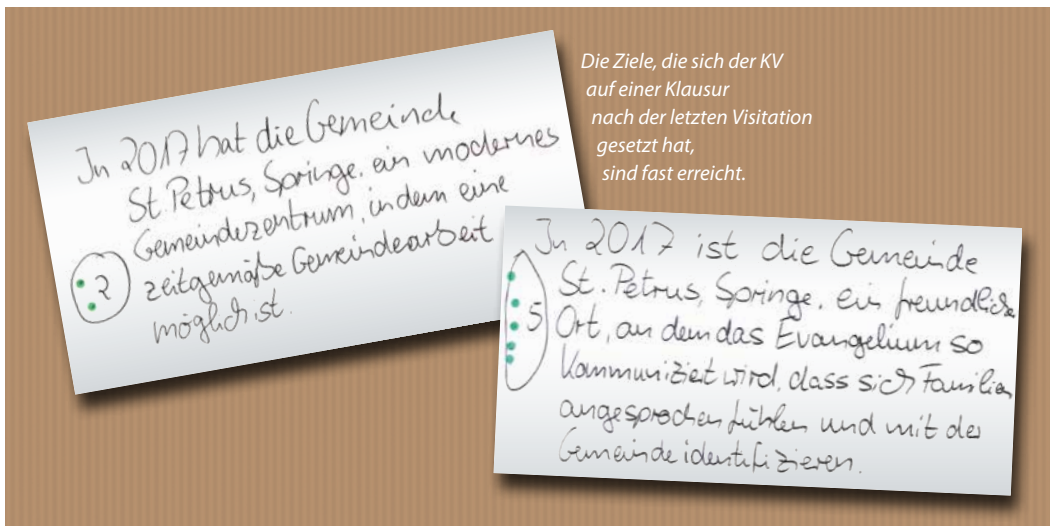 In 2017 hat die Gemeinde
St. Petrus, Springe, ein modernes
Gemeindezentrum, in dem eine
zeitgemäße Gemeindearbeit
möglich ist.
2
Die Ziele, die sich der KV
auf einer Klausur
nach der letzten Visitation
gesetzt hat,
sind fast erreicht.
In 2017 ist die Gemeinde
St. Petrus, Springe, ein freundlicher
Ort, an dem das Evangelium so
kommuniziert wird, dass sich Familien
angesprochen fühlen und mit der
Gemeinde identifizieren.
5